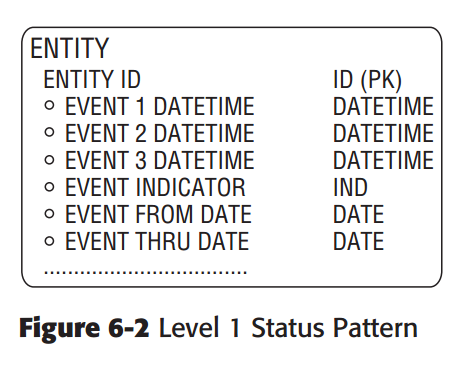 ENTITY
ENTITY ID ID (PK)
EVENT 1 DATETIME DATETIME
EVENT 2 DATETIME DATETIME
EVENT 3 DATETIME DATETIME
EVENT INDICATOR IND
EVENT FROM DATE DATE
EVENT THRU DATE DATE
..................................
Figure 6-2 Level 1 Status Pattern